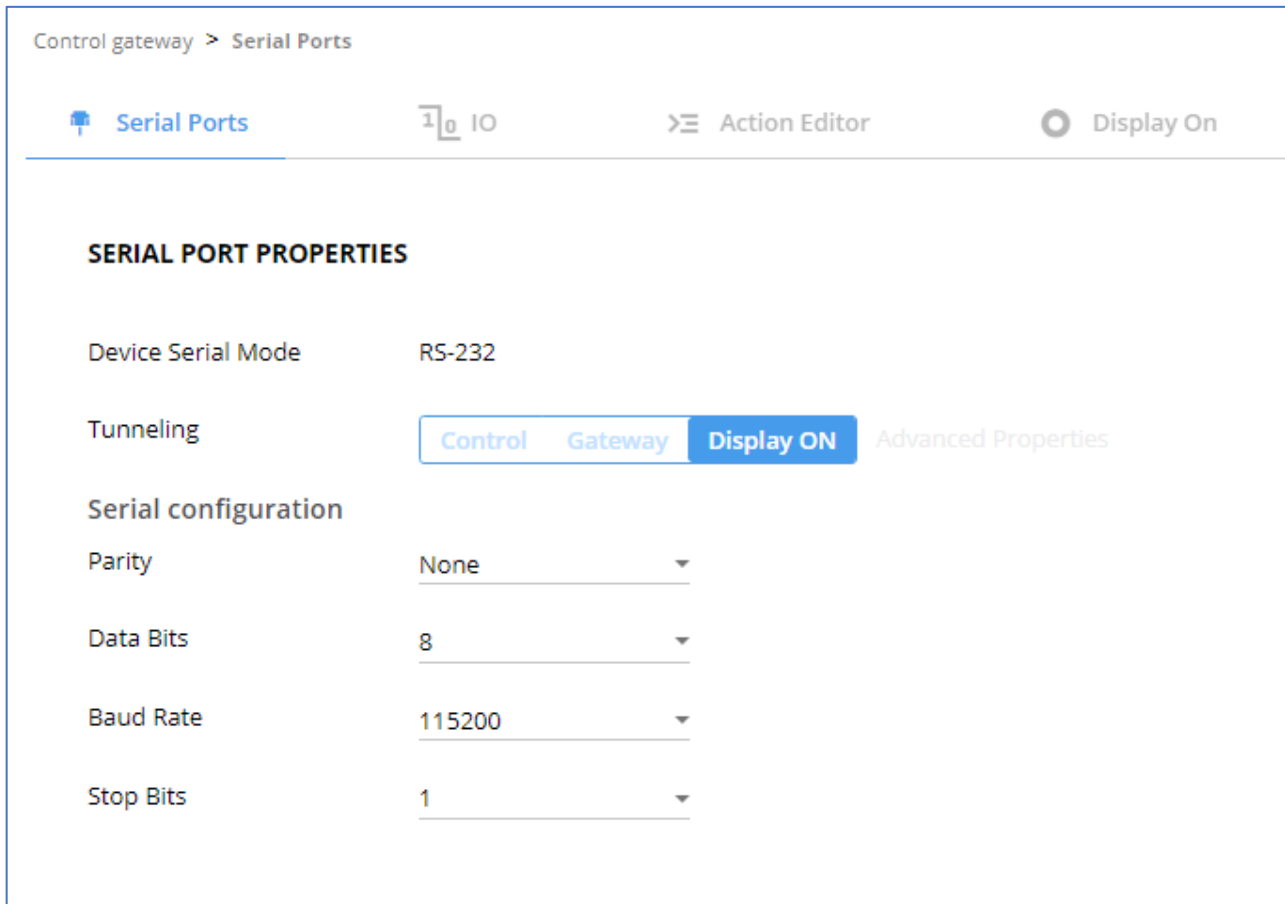 Control gateway > Serial Ports
Serial Ports 10 IO Action Editor Display On
SERIAL PORT PROPERTIES
Device Serial Mode RS-232
Tunneling Control Gateway Display ON Advanced Properties
Serial configuration
Parity None
Data Bits 8
Baud Rate 115200
Stop Bits 1